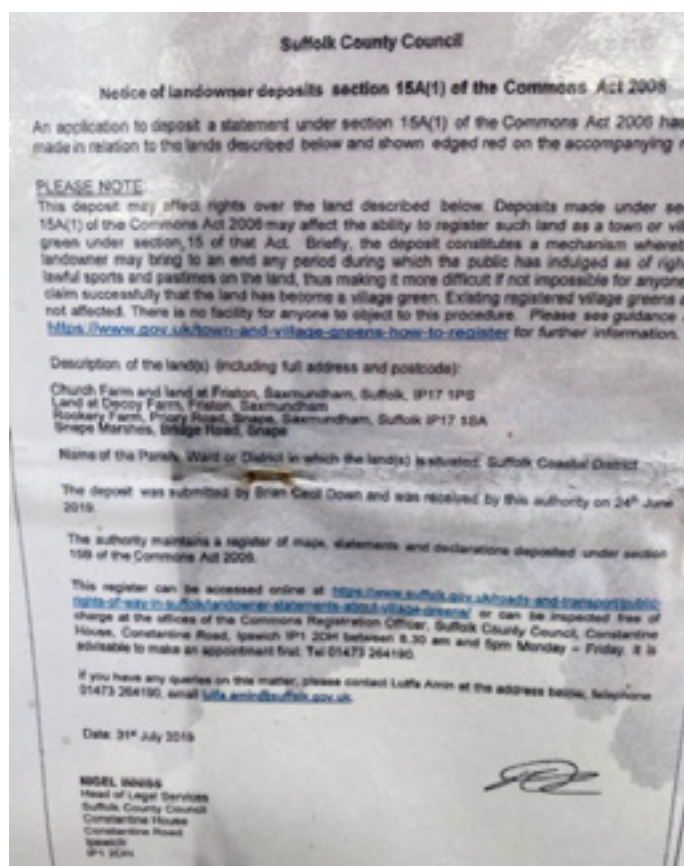 Suffolk County Council
Notice of landowner deposits section 15A(1) of the Commons Act 2006
An application to deposit a statement under section 15A(1) of the Commons Act 2006 has
made in relation to the lands described below and shown edged red on the accompanying
PLEASE NOTE:
This deposit may affect rights over the land described below. Deposits made under se
15A(1) of the Commons Act 2006 may affect the ability to register such land as a town or vil
green under section 15 of that Act. Briefly, the deposit constitutes a mechanism whereb
landowner may bring to an end any period during which the public has indulged as of righ
lawful sports and pastimes on the land, thus making it more difficult if not impossible for anyone
claim successfully that the land has become a village green. Existing registered village greens a
not affected. There is no facility for anyone to object to this procedure. Please see guidance
https://www.gov.uk/town-and-village-greens-how-to-register for further information.
Description of the land(s) (including full address and postcode):
Church Farm and land at Friston, Saxmundham, Suffolk, IP17 1PS
Land at Decoy Farm, Friston, Saxmundham
Rookery Farm, Priory Road, Snape, Saxmundham, Suffolk IP17 1SA
Snape Marshes, Bridge Road, Snape
Name of the Parish, Ward or District in which the land(s) is situated: Suffolk Coastal District
The deposit was submitted by Brian Cecil Down and was received by this authority on 24th June
2019.
The authority maintains a register of maps, statements and declarations deposited under section
15B of the Commons Act 2006.
This register can be accessed online at https://www.suffolk.gov.uk/roads-and-transport/public-
rights-of-way-in-suffolk/landowner-statements-about-village-greens/ or can be inspected free of
charge at the offices of the Commons Registration Officer, Suffolk County Council, Constantine
House, Constantine Road, Ipswich IP1 2DH between 8.30 am and 5pm Monday – Friday. It is
advisable to make an appointment first. Tel 01473 264190.
If you have any queries on this matter, please contact Lutfa Amin at the address below, telephone
01473 264190, email lutfa.amin@suffolk.gov.uk.
Date: 31st July 2019
NIGEL INNISS
Head of Legal Services
Suffolk County Council
Constantine House
Constantine Road
Ipswich
IP1 2DH